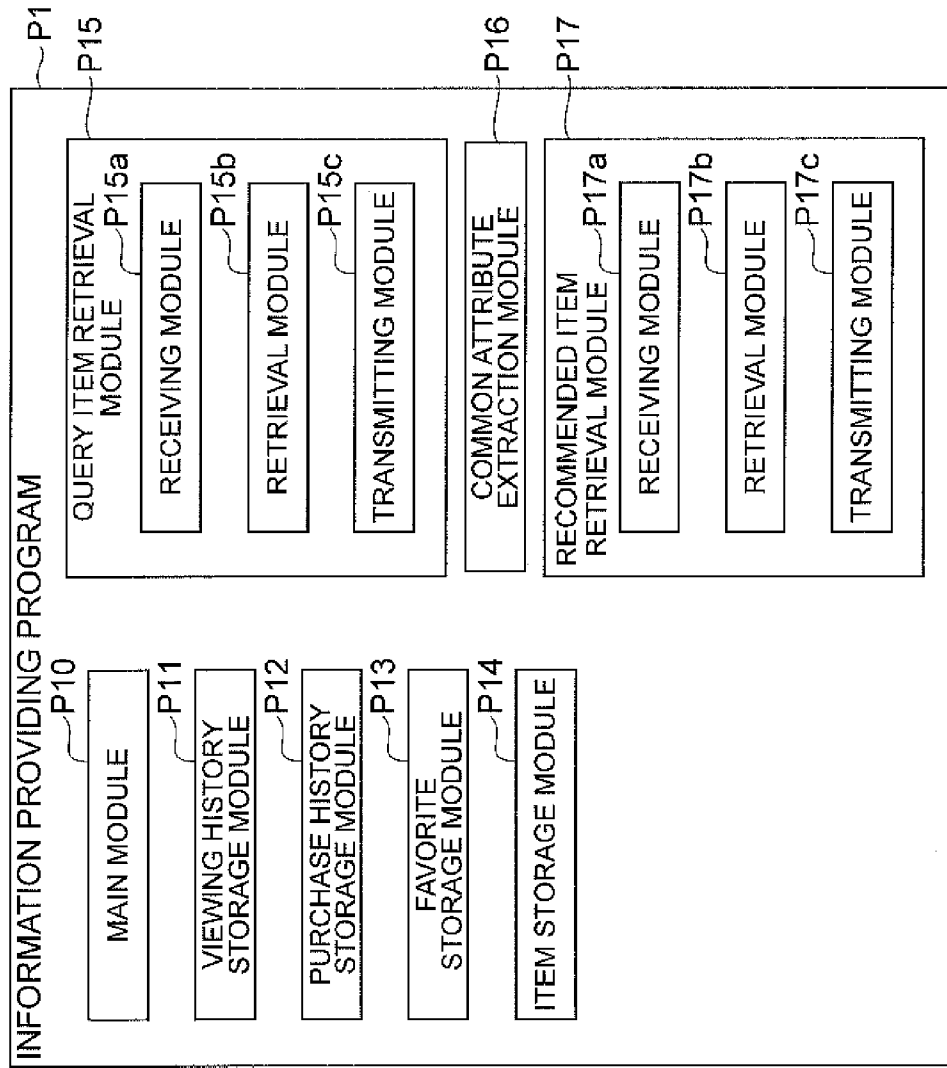 INFORMATION PROVIDING PROGRAM
P1
P10
MAIN MODULE
P11
VIEWING HISTORY
STORAGE MODULE
P12
PURCHASE HISTORY
STORAGE MODULE
P13
FAVORITE
STORAGE MODULE
P14
ITEM STORAGE MODULE
P15
QUERY ITEM RETRIEVAL
MODULE
P15a
RECEIVING MODULE
P15b
RETRIEVAL MODULE
P15c
TRANSMITTING MODULE
P16
COMMON ATTRIBUTE
EXTRACTION MODULE
P17
RECOMMENDED ITEM
RETRIEVAL MODULE
P17a
RECEIVING MODULE
P17b
RETRIEVAL MODULE
P17c
TRANSMITTING MODULE